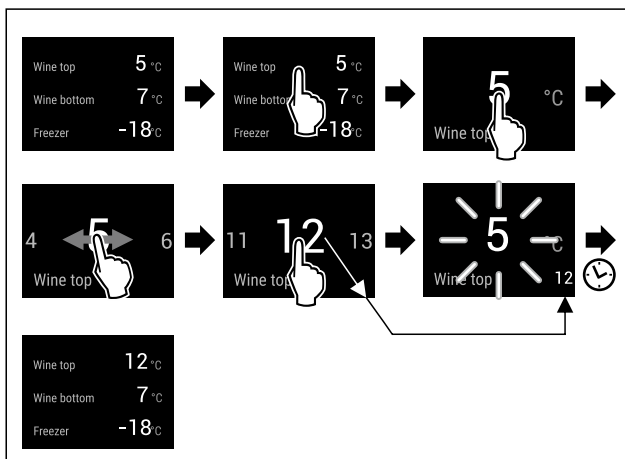 Wine top 5 °C
Wine bottom 7 °C
Freezer -18°C
Wine top 5 °C
Wine bottom 7 °C
Freezer -18°C
5 °C
Wine top
4 5 6
Wine top
11 12 13
Wine top
5 °C
Wine top 12
Wine top 12 °C
Wine bottom 7 °C
Freezer -18°C